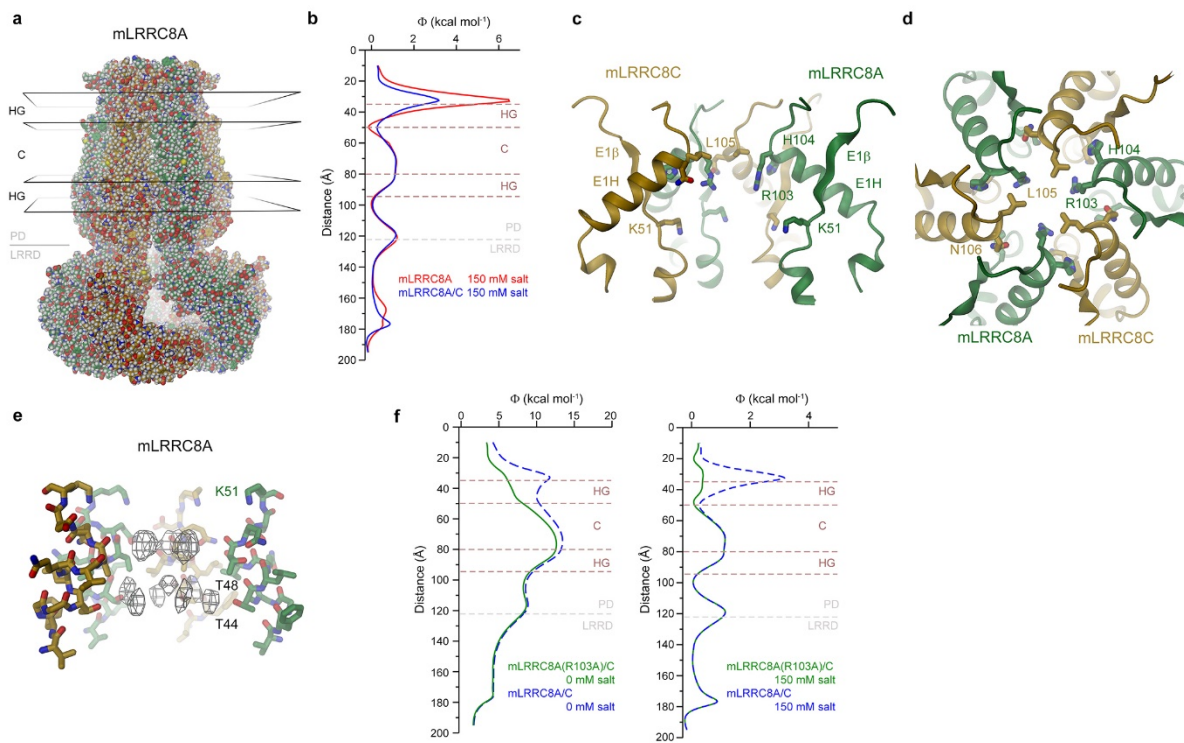 a
mLRRC8A
HG
C
HG
PD
LRRD
b
Φ (kcal mol⁻¹)
0 2 4 6
Distance (Å)
0
20
40
60
80
100
120
140
160
180
200
HG
C
HG
PD
LRRD
mLRRC8A 150 mM salt
mLRRC8A/C 150 mM salt
c
mLRRC8C
mLRRC8A
L105
H104
E1β
E1β
E1H
E1H
R103
K51
K51
d
H104
L105
R103
N106
mLRRC8A
mLRRC8C
e
mLRRC8A
K51
T48
T44
f
Φ (kcal mol⁻¹)
0 5 10 15 20
Distance (Å)
0
20
40
60
80
100
120
140
160
180
200
HG
C
HG
PD
LRRD
mLRRC8A(R103A)/C
0 mM salt
mLRRC8A/C
0 mM salt
Φ (kcal mol⁻¹)
0 2 4
Distance (Å)
0
20
40
60
80
100
120
140
160
180
200
HG
C
HG
PD
LRRD
mLRRC8A(R103A)/C
150 mM salt
mLRRC8A/C
150 mM salt